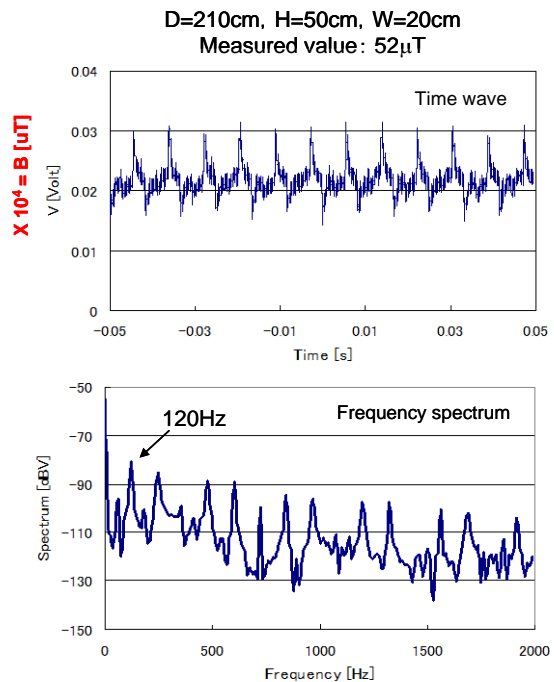 D=210cm, H=50cm, W=20cm
Measured value: 52μT
X 10⁴ = B [uT]
V [Volt]
0.04
0.03
0.02
0.01
0
Time wave
−0.05 −0.03 −0.01 0.01 0.03 0.05
Time [s]
Spectrum [dBV]
−50
−70
−90
−110
−130
−150
120Hz
Frequency spectrum
0 500 1000 1500 2000
Frequency [Hz]